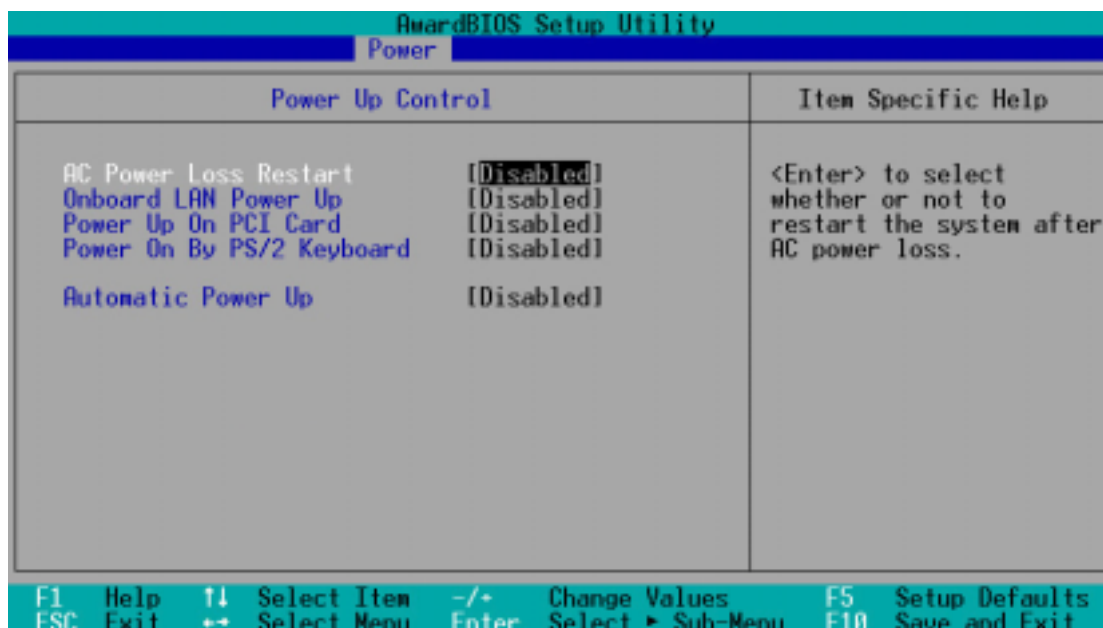 AwardBIOS Setup Utility
Power
Power Up Control
Item Specific Help
AC Power Loss Restart [Disabled]
Onboard LAN Power Up [Disabled]
Power Up On PCI Card [Disabled]
Power On By PS/2 Keyboard [Disabled]
Automatic Power Up [Disabled]
<Enter> to select
whether or not to
restart the system after
AC power loss.
F1 Help ↑↓ Select Item -/+ Change Values F5 Setup Defaults
ESC Exit ←→ Select Menu Enter Select ► Sub-Menu F10 Save and Exit